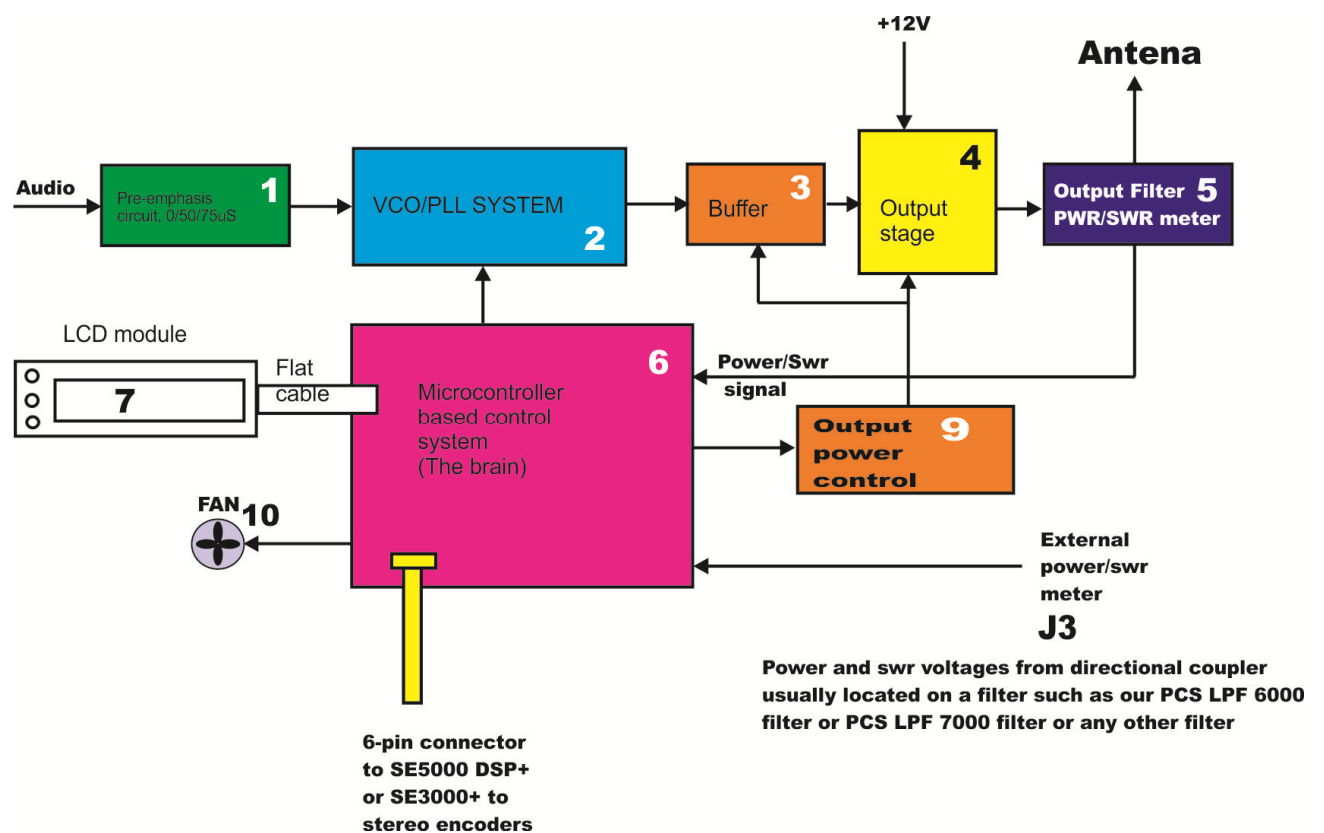 +12V
Antena
Audio
Pre-emphasis
circuit, 0/50/75uS
1
VCO/PLL SYSTEM
2
Buffer
3
4
Output
stage
Output Filter 5
PWR/SWR meter
LCD module
7
Flat
cable
6
Microcontroller
based control
system
(The brain)
Power/Swr
signal
Output 9
power
control
FAN 10
External
power/swr
meter
J3
Power and swr voltages from directional coupler
usually located on a filter such as our PCS LPF 6000
filter or PCS LPF 7000 filter or any other filter
6-pin connector
to SE5000 DSP+
or SE3000+ to
stereo encoders